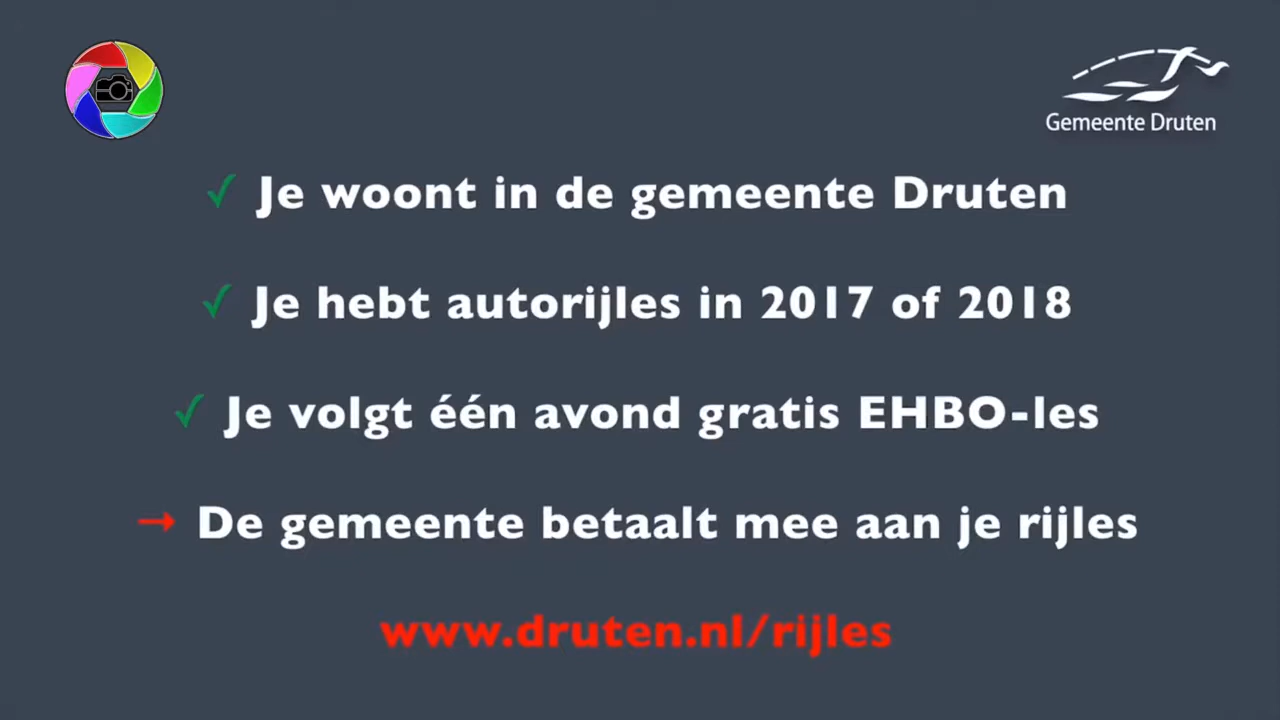 Gemeente Druten
✓ Je woont in de gemeente Druten
✓ Je hebt autorijles in 2017 of 2018
✓ Je volgt één avond gratis EHBO-les
→ De gemeente betaalt mee aan je rijles
www.druten.nl/rijles